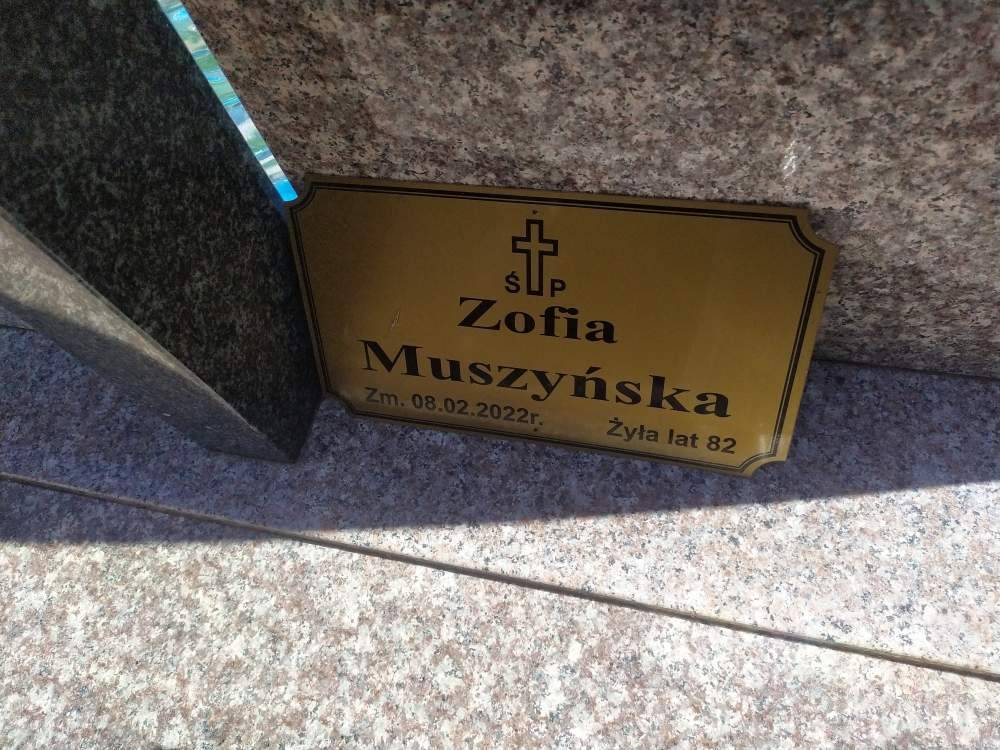 Ś P
Zofia
Muszyńska
Zm. 08.02.2022r. Żyła lat 82